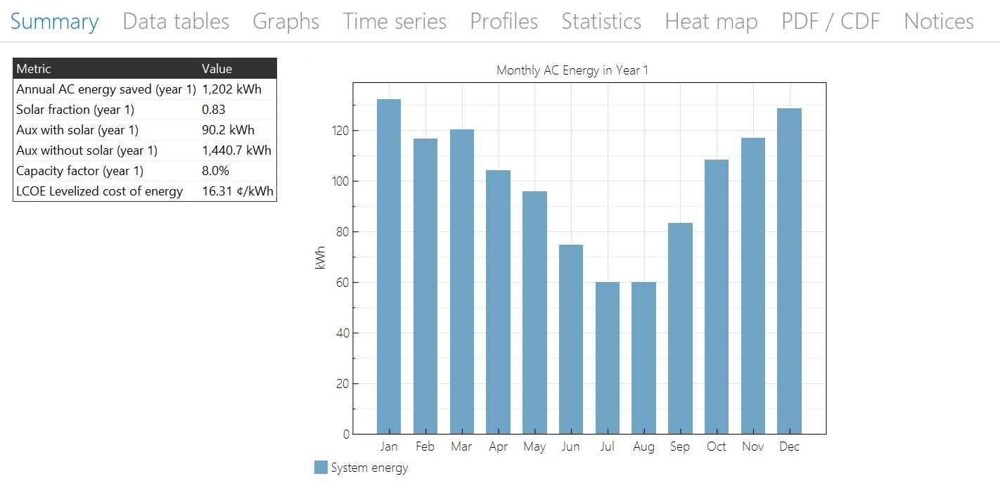 Summary Data tables Graphs Time series Profiles Statistics Heat map PDF / CDF Notices
Metric Value
Annual AC energy saved (year 1) 1,202 kWh
Solar fraction (year 1) 0.83
Aux with solar (year 1) 90.2 kWh
Aux without solar (year 1) 1,440.7 kWh
Capacity factor (year 1) 8.0%
LCOE Levelized cost of energy 16.31 ¢/kWh
Monthly AC Energy in Year 1
kWh
120
100
80
60
40
20
0
Jan Feb Mar Apr May Jun Jul Aug Sep Oct Nov Dec
System energy